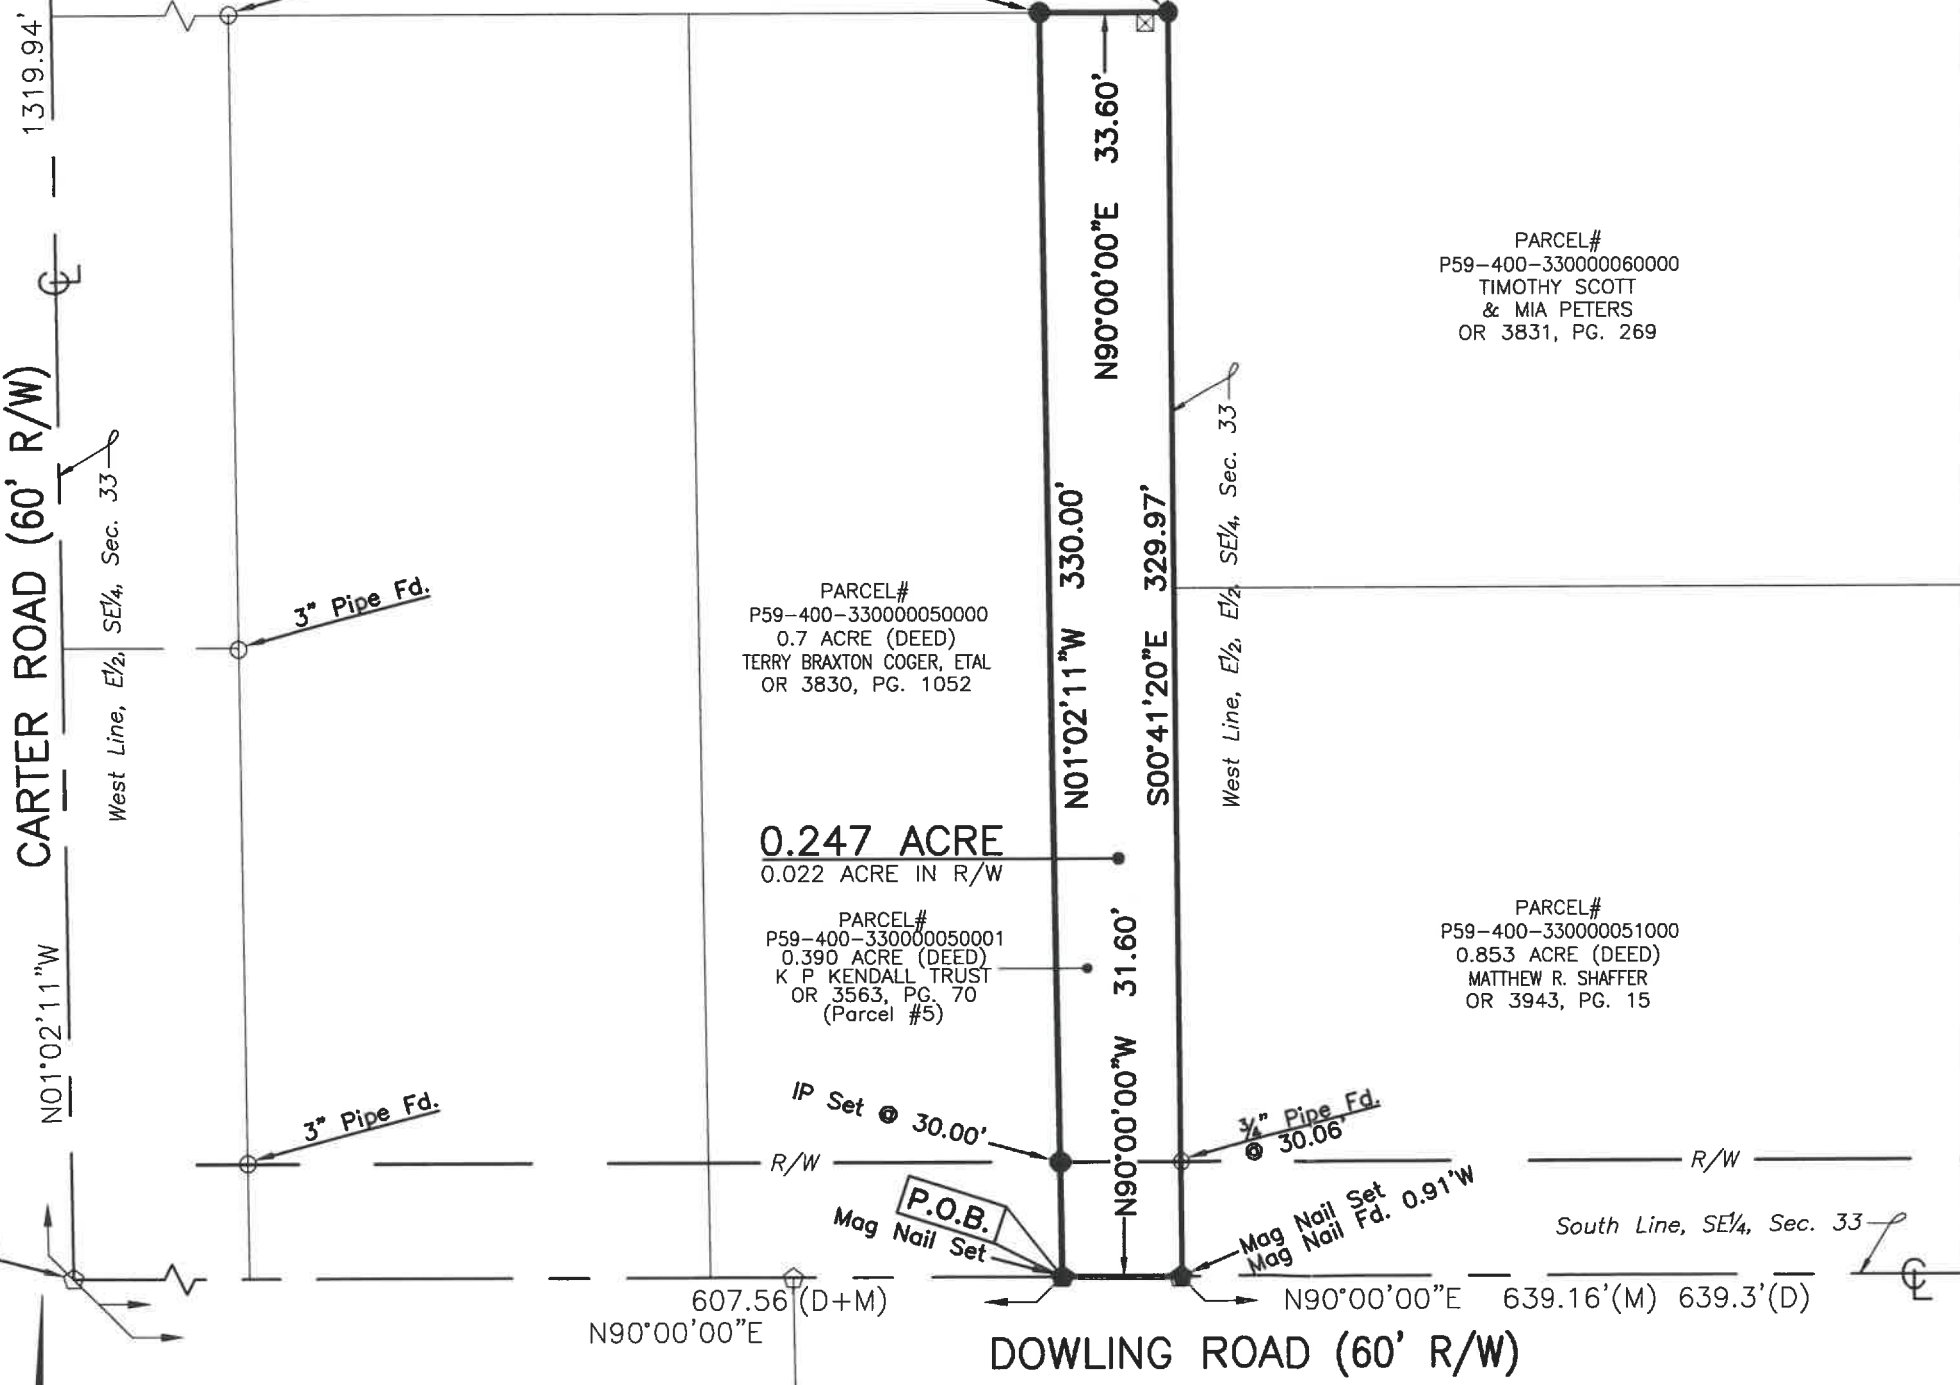 1319.94'
CARTER ROAD (60' R/W)
N01°02'11"W
West Line, E½, SE¼, Sec. 33
3" Pipe Fd.
3" Pipe Fd.
N90°00'00"E 33.60'
N01°02'11"W 330.00'
S00°41'20"E 329.97'
West Line, E½, E½, SE¼, Sec. 33
PARCEL#
P59-400-330000060000
TIMOTHY SCOTT
& MIA PETERS
OR 3831, PG. 269
PARCEL#
P59-400-330000050000
0.7 ACRE (DEED)
TERRY BRAXTON COGER, ETAL
OR 3830, PG. 1052
0.247 ACRE
0.022 ACRE IN R/W
PARCEL#
P59-400-330000050001
0.390 ACRE (DEED)
K P KENDALL TRUST
OR 3563, PG. 70
(Parcel #5)
PARCEL#
P59-400-330000051000
0.853 ACRE (DEED)
MATTHEW R. SHAFFER
OR 3943, PG. 15
N90°00'00"W 31.60'
IP Set @ 30.00'
¾" Pipe Fd.
@ 30.06'
R/W
R/W
P.O.B.
Mag Nail Set
Mag Nail Set
Mag Nail Fd. 0.91'W
South Line, SE¼, Sec. 33
607.56'(D+M)
N90°00'00"E
N90°00'00"E 639.16'(M) 639.3'(D)
DOWLING ROAD (60' R/W)